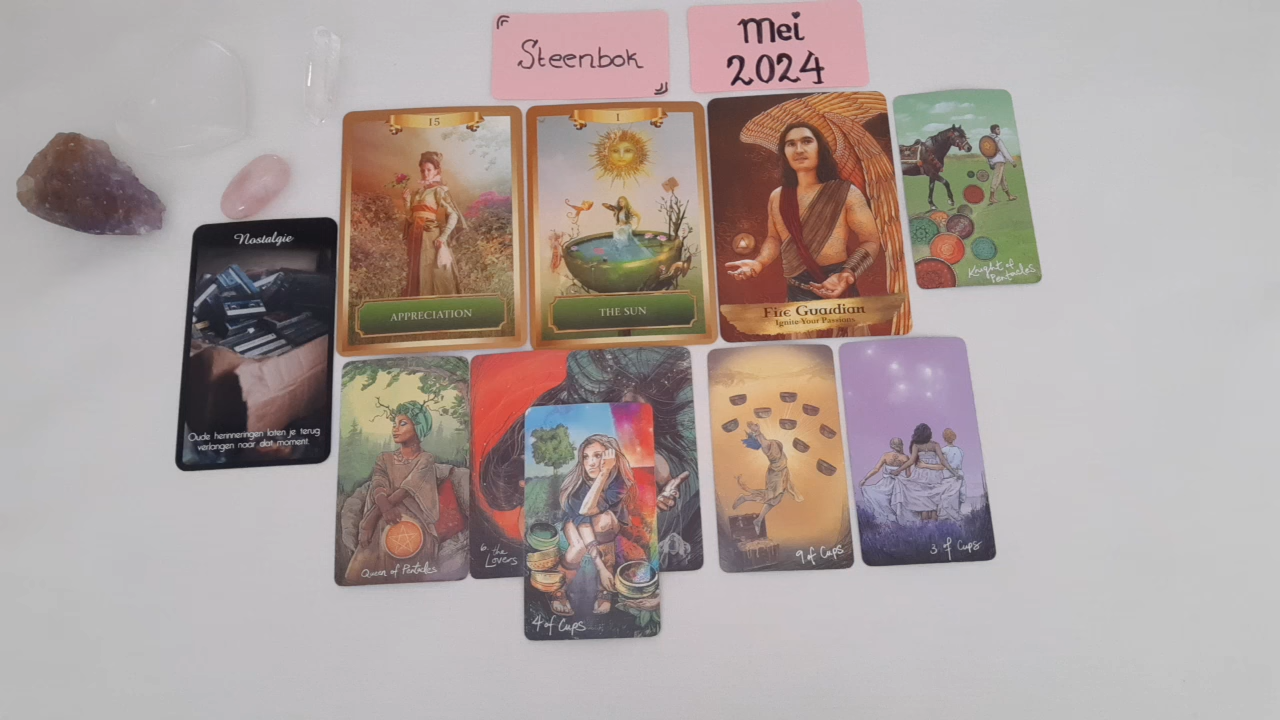 Steenbok
Mei
2024
15
APPRECIATION
I
THE SUN
Fire Guardian
Ignite Your Passions
Knight of
Pentacles
Nostalgie
Oude herinneringen laten je terug
verlangen naar dat moment.
Queen of Pentacles
6. the
Lovers
4 of Cups
9 of Cups
3 of Cups